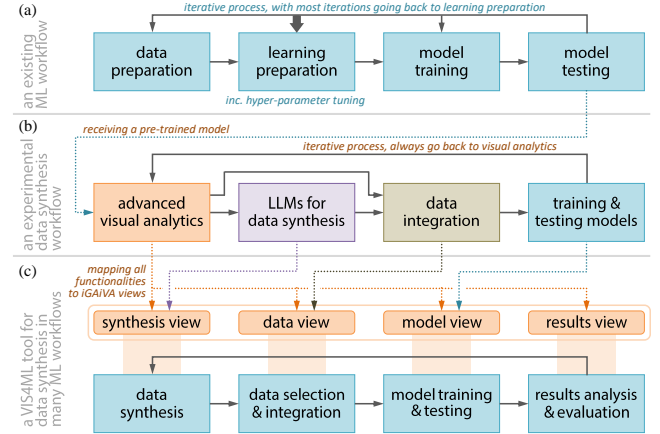 (a)
iterative process, with most iterations going back to learning preparation
an existing
ML workflow
data
preparation
learning
preparation
model
training
model
testing
inc. hyper-parameter tuning
(b)
receiving a pre-trained model
iterative process, always go back to visual analytics
an experimental
data synthesis
workflow
advanced
visual analytics
LLMs for
data synthesis
data
integration
training &
testing models
(c)
mapping all
functionalities
to iGAiVA views
a VIS4ML tool for
data synthesis in
many ML workflows
synthesis view
data view
model view
results view
data
synthesis
data selection
& integration
model training
& testing
results analysis
& evaluation